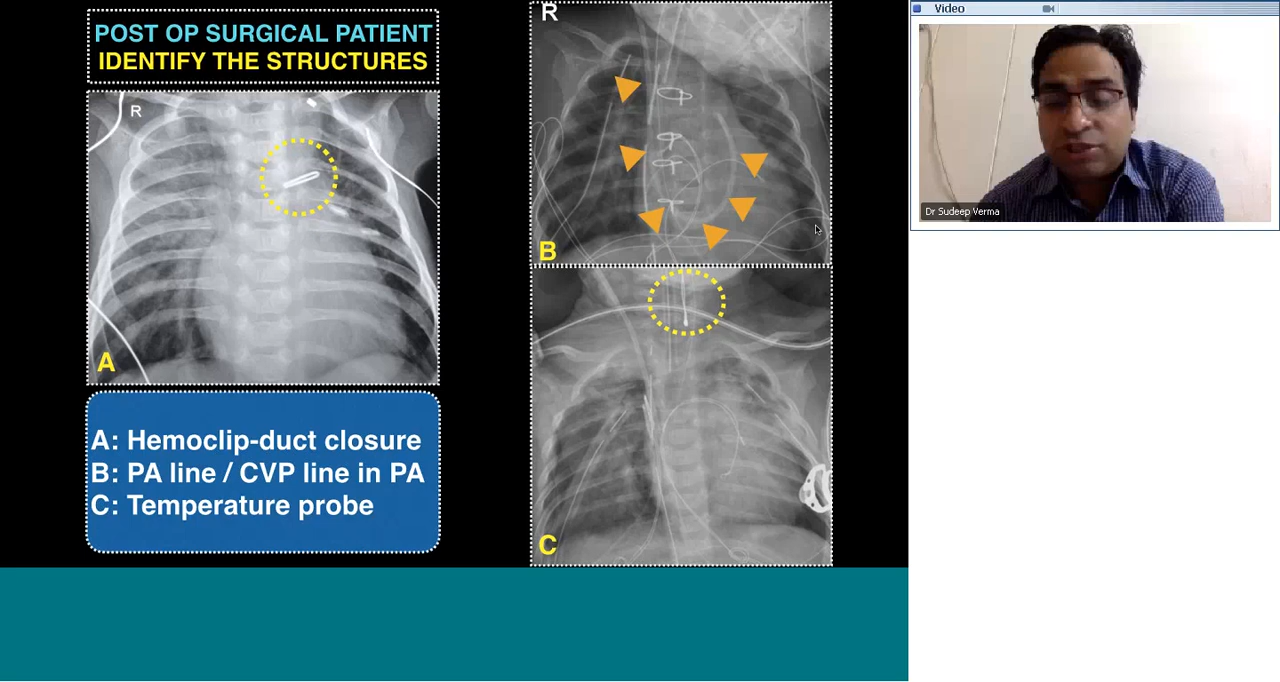 POST OP SURGICAL PATIENT
IDENTIFY THE STRUCTURES
R
A
A: Hemoclip-duct closure
B: PA line / CVP line in PA
C: Temperature probe
R
B
C
Video
Dr Sudeep Verma